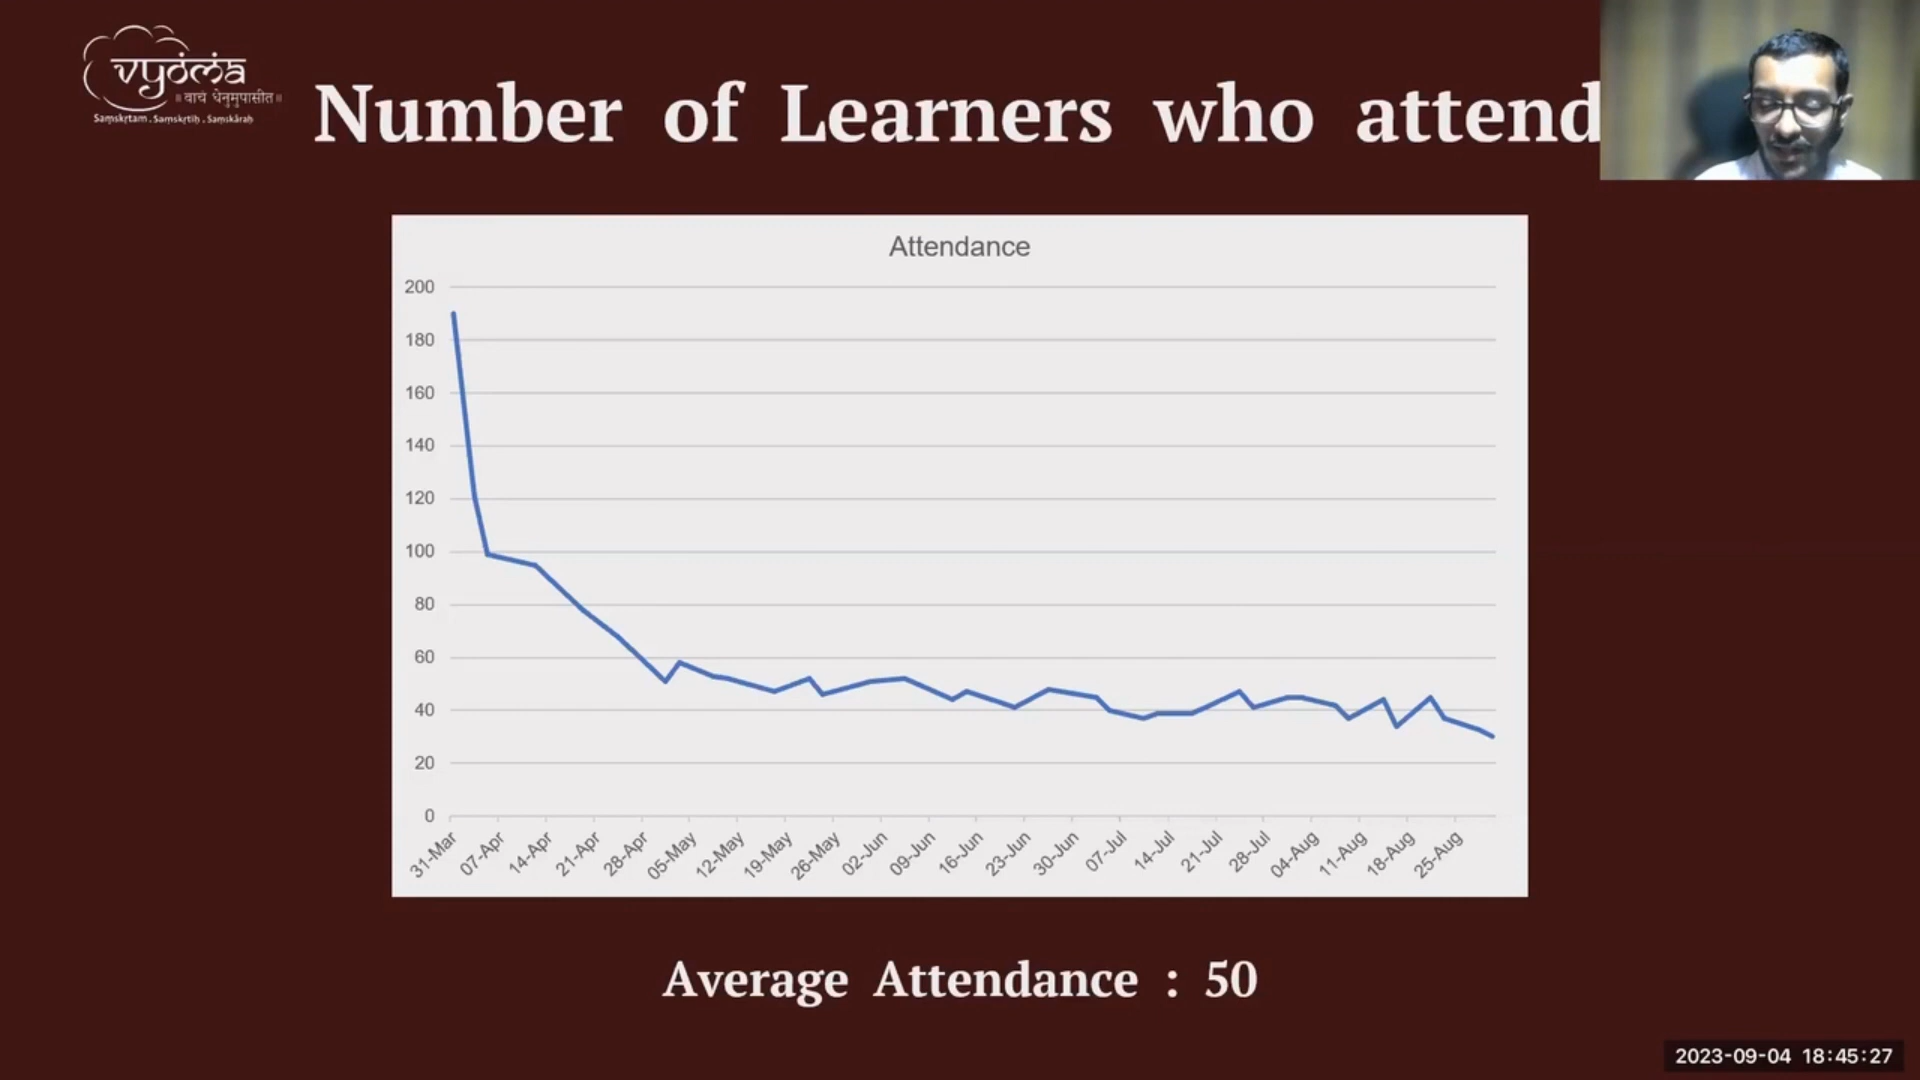 vyoma
॥ वाचं धेनुमुपासीत ॥
Saṃskṛtam . Saṃskṛtiḥ . Saṃskāraḥ
Number of Learners who attend
Attendance
200
180
160
140
120
100
80
60
40
20
0
31-Mar
07-Apr
14-Apr
21-Apr
28-Apr
05-May
12-May
19-May
26-May
02-Jun
09-Jun
16-Jun
23-Jun
30-Jun
07-Jul
14-Jul
21-Jul
28-Jul
04-Aug
11-Aug
18-Aug
25-Aug
Average Attendance : 50
2023-09-04 18:45:27